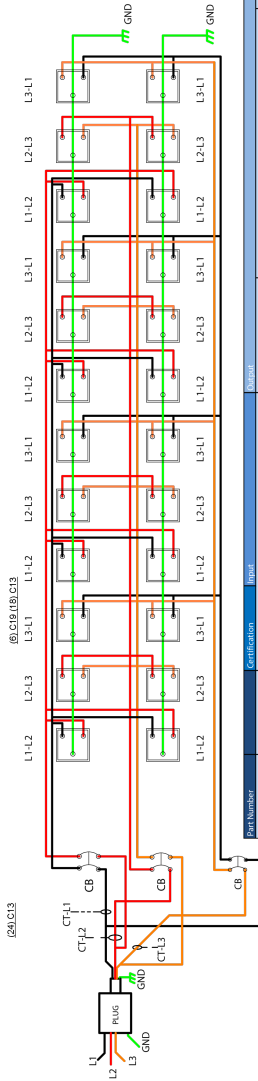 (24) C13
(6) C19 (18) C13
L1-L2
L2-L3
L3-L1
L1-L2
L2-L3
L3-L1
L1-L2
L2-L3
L3-L1
L1-L2
L2-L3
L3-L1
GND
L1-L2
L2-L3
L3-L1
L1-L2
L2-L3
L3-L1
L1-L2
L2-L3
L3-L1
L1-L2
L2-L3
L3-L1
GND
CB
CB
CB
CT-L1
CT-L2
CT-L3
L1
L2
L3
PLUG
GND
GND
Part Number
Certification
Input
Output